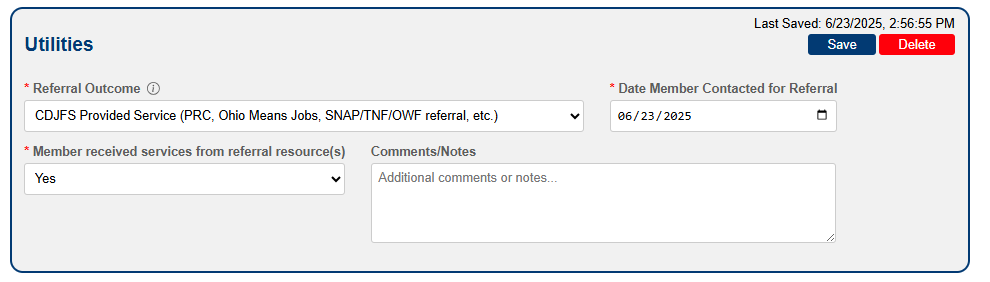 Last Saved: 6/23/2025, 2:56:55 PM
Utilities
Save Delete
* Referral Outcome ⓘ * Date Member Contacted for Referral
CDJFS Provided Service (PRC, Ohio Means Jobs, SNAP/TNF/OWF referral, etc.) 06/23/2025
* Member received services from referral resource(s) Comments/Notes
Yes Additional comments or notes...